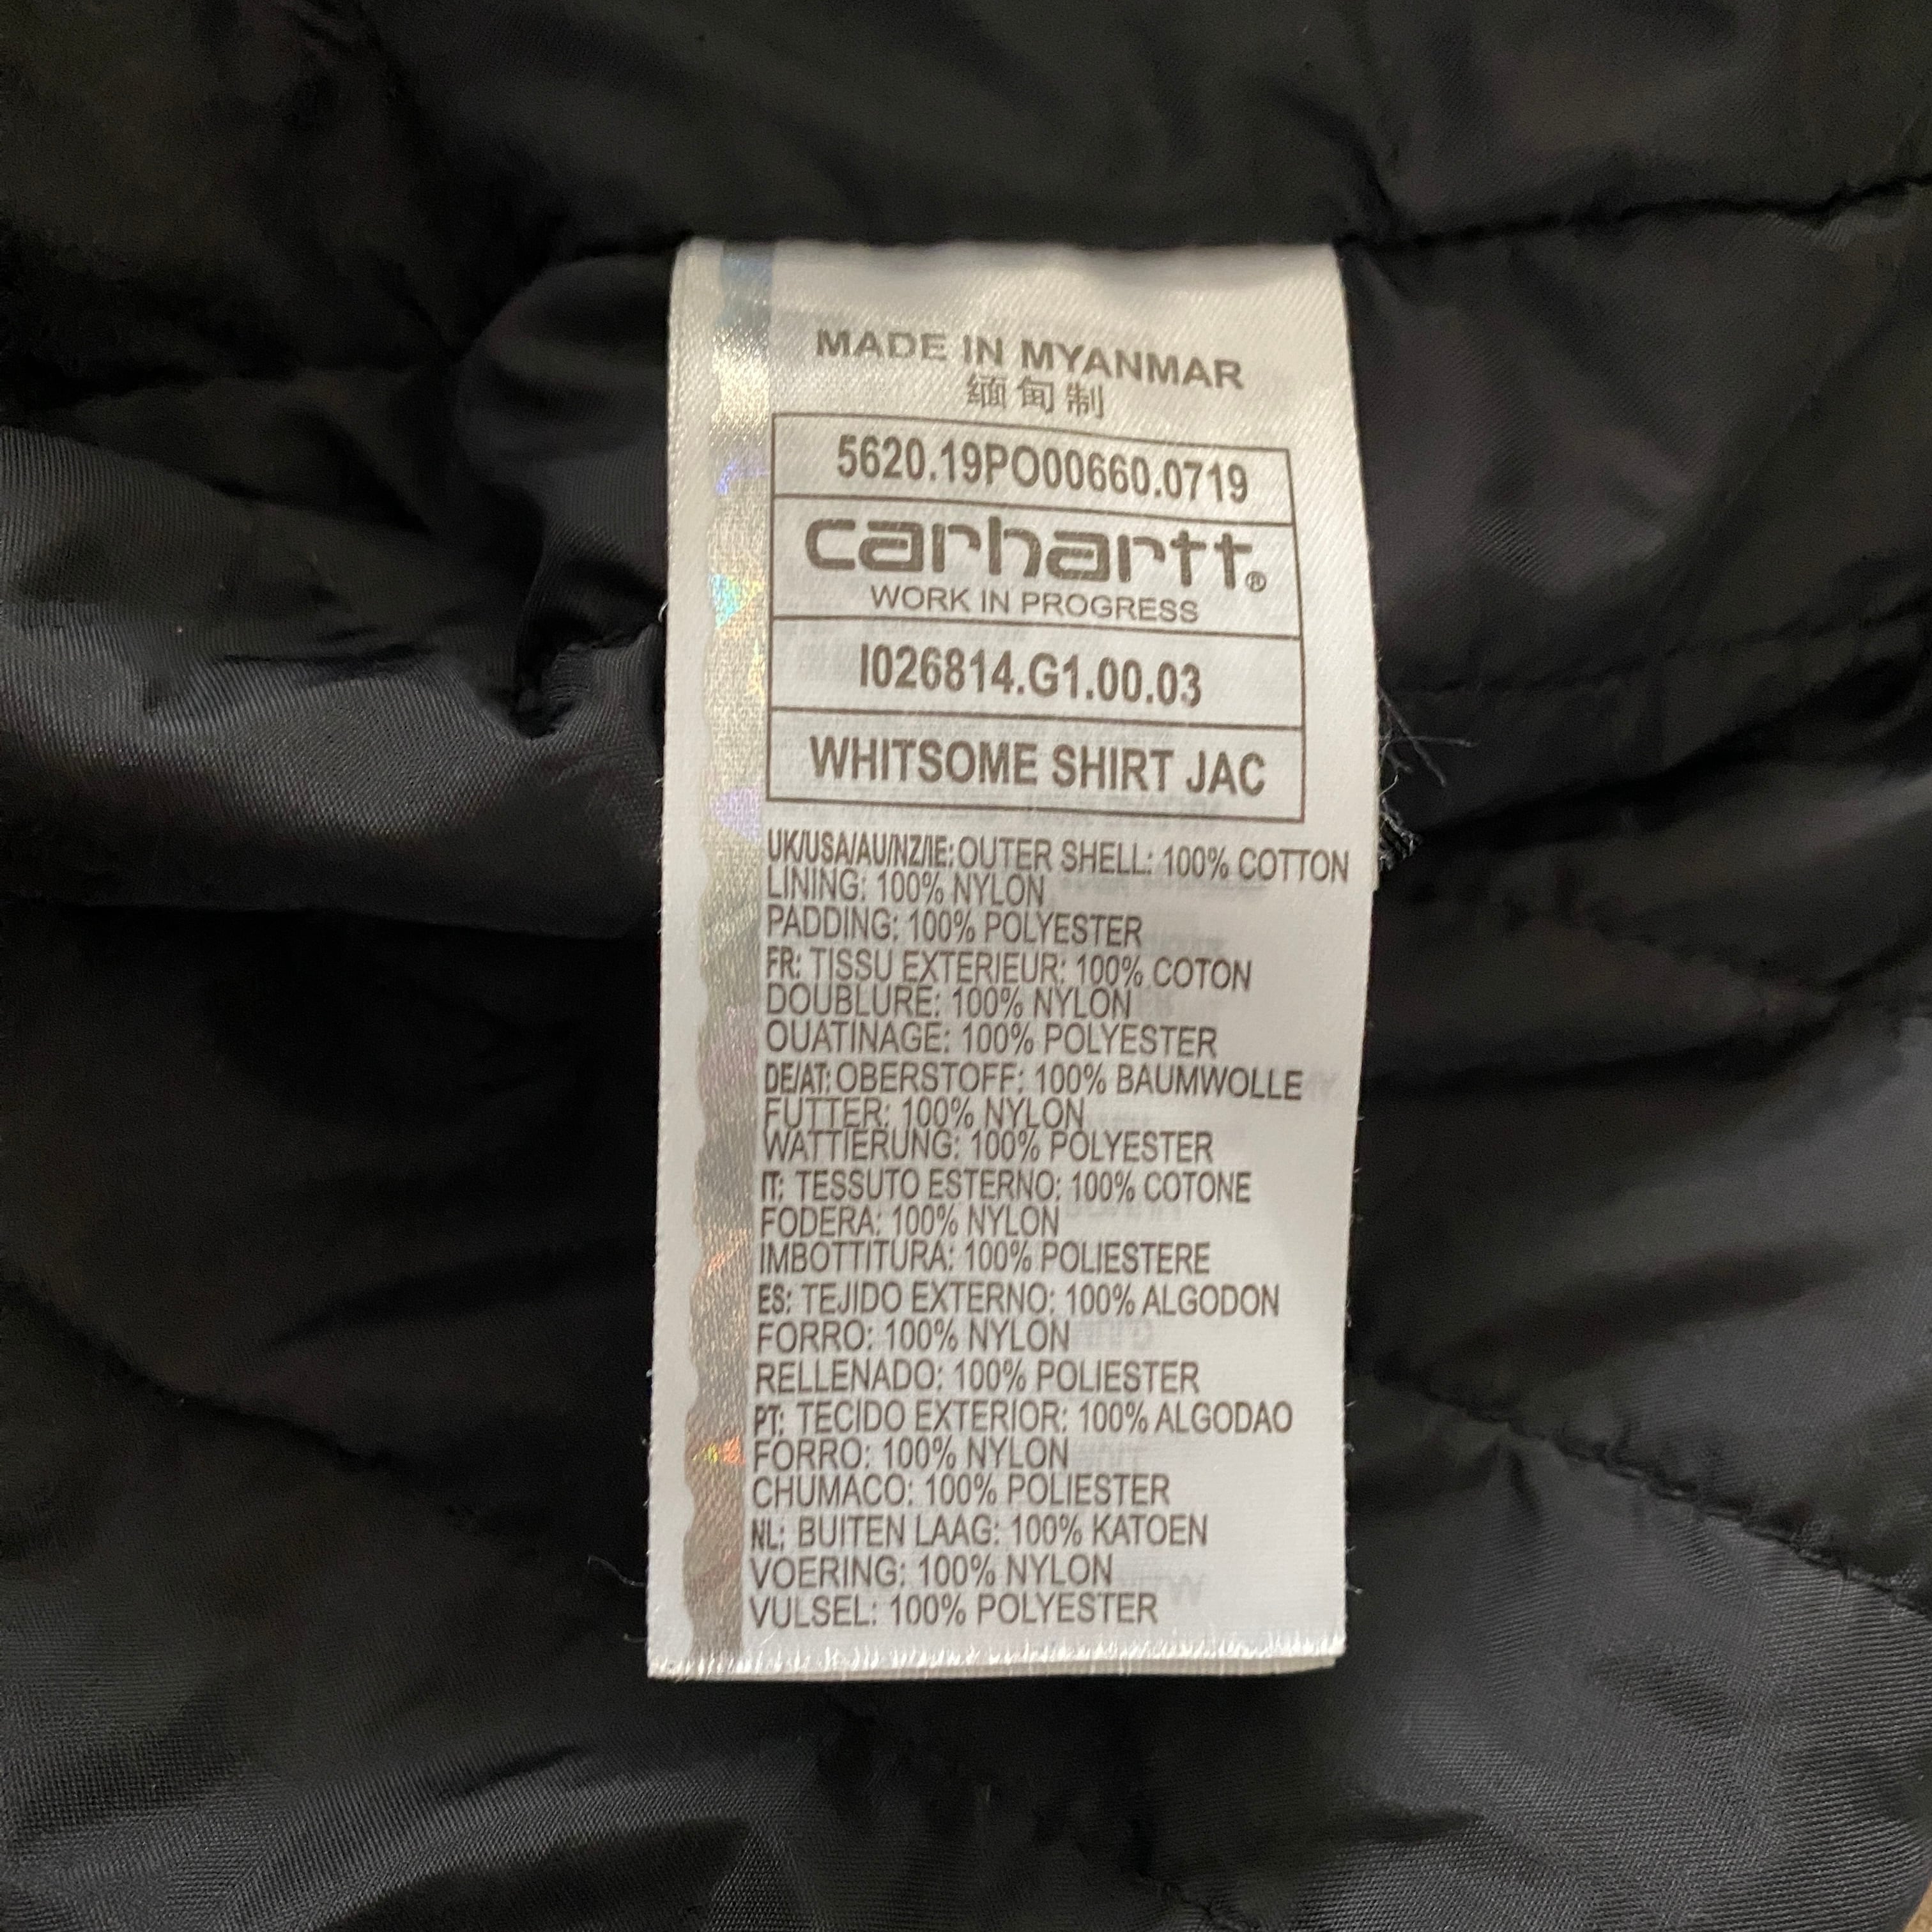 MADE IN MYANMAR
缅甸制
5620.19PO00660.0719
carhartt®
WORK IN PROGRESS
I026814.G1.00.03
WHITSOME SHIRT JAC
UK/USA/AU/NZ/IE: OUTER SHELL: 100% COTTON
LINING: 100% NYLON
PADDING: 100% POLYESTER
FR: TISSU EXTERIEUR: 100% COTON
DOUBLURE: 100% NYLON
OUATINAGE: 100% POLYESTER
DE/AT: OBERSTOFF: 100% BAUMWOLLE
FUTTER: 100% NYLON
WATTIERUNG: 100% POLYESTER
IT: TESSUTO ESTERNO: 100% COTONE
FODERA: 100% NYLON
IMBOTTITURA: 100% POLIESTERE
ES: TEJIDO EXTERNO: 100% ALGODON
FORRO: 100% NYLON
RELLENADO: 100% POLIESTER
PT: TECIDO EXTERIOR: 100% ALGODAO
FORRO: 100% NYLON
CHUMACO: 100% POLIESTER
NL: BUITEN LAAG: 100% KATOEN
VOERING: 100% NYLON
VULSEL: 100% POLYESTER